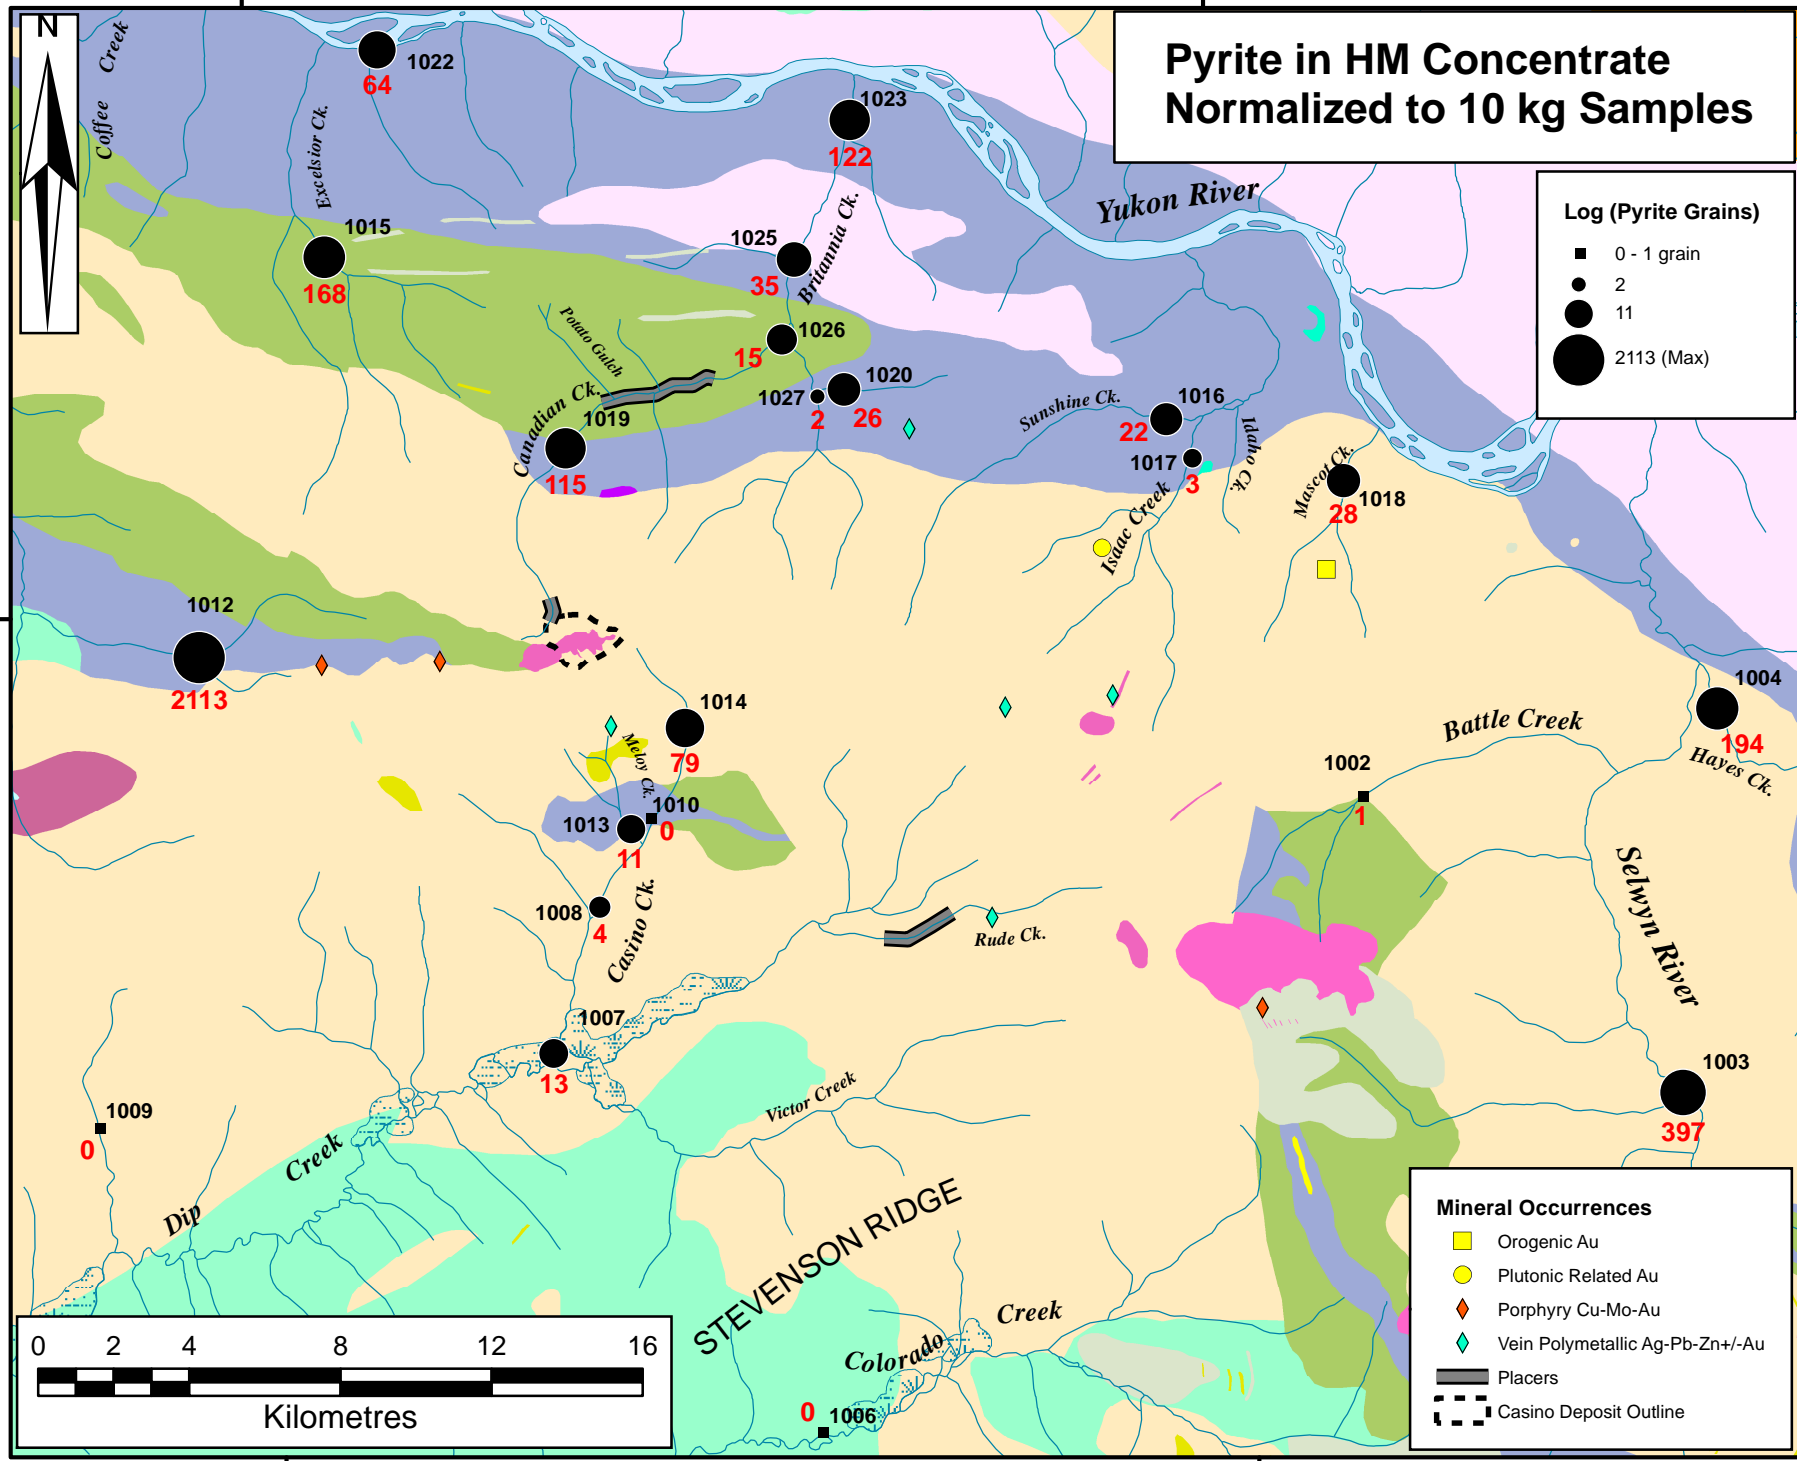 Pyrite in HM Concentrate
Normalized to 10 kg Samples
N
Coffee Creek
1022
64
Excelsior Ck.
1023
122
Yukon River
Log (Pyrite Grains)
0 - 1 grain
2
11
2113 (Max)
1015
168
1025
35
Britannia Ck.
Potato Gulch
1026
15
1020
26
1027
2
Canadian Ck.
1019
115
Sunshine Ck.
1016
22
1017
3
Idaho Ck.
Isaac Creek
Mascot Ck.
1018
28
1012
2113
1014
79
Meloy Ck.
1010
0
1013
11
1008
4
Casino Ck.
1004
194
Battle Creek
Hayes Ck.
1002
1
Selwyn River
Rude Ck.
1007
13
1003
397
Victor Creek
1009
0
Dip Creek
STEVENSON RIDGE
Colorado Creek
0
1006
Mineral Occurrences
Orogenic Au
Plutonic Related Au
Porphyry Cu-Mo-Au
Vein Polymetallic Ag-Pb-Zn+/-Au
Placers
Casino Deposit Outline
0 2 4 8 12 16
Kilometres